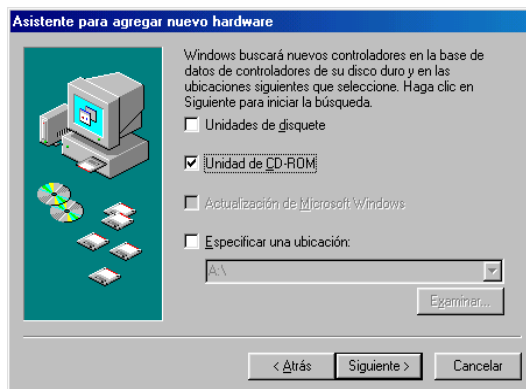 Asistente para agregar nuevo hardware
Windows buscará nuevos controladores en la base de
datos de controladores de su disco duro y en las
ubicaciones siguientes que seleccione. Haga clic en
Siguiente para iniciar la búsqueda.
Unidades de disquete
Unidad de CD-ROM
Actualización de Microsoft Windows
Especificar una ubicación:
A:\
Examinar...
< Atrás
Siguiente >
Cancelar